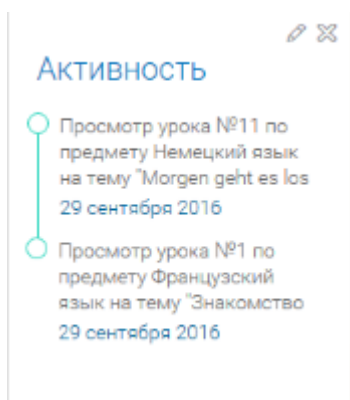 Активность
Просмотр урока №11 по
предмету Немецкий язык
на тему "Morgen geht es los
29 сентября 2016
Просмотр урока №1 по
предмету Французский
язык на тему "Знакомство
29 сентября 2016